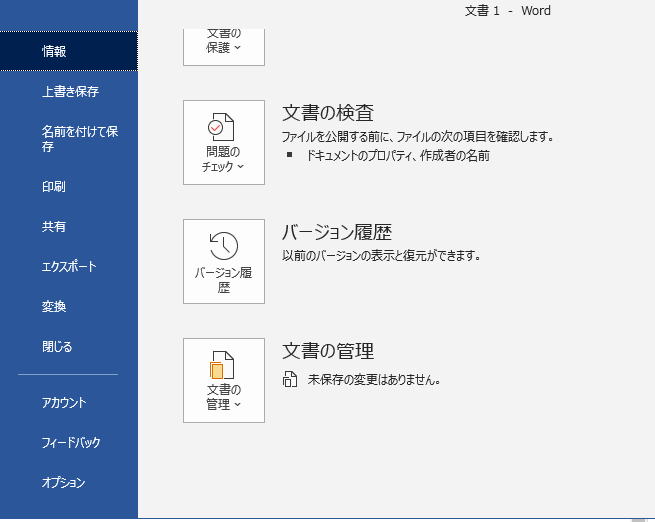 文書 1 - Word
情報
上書き保存
名前を付けて保
存
印刷
共有
エクスポート
変換
閉じる
アカウント
フィードバック
オプション
文書の
保護
文書の検査
ファイルを公開する前に、ファイルの次の項目を確認します。
■ ドキュメントのプロパティ、作成者の名前
問題の
チェック
バージョン履歴
以前のバージョンの表示と復元ができます。
バージョン履
歴
文書の管理
未保存の変更はありません。
文書の
管理